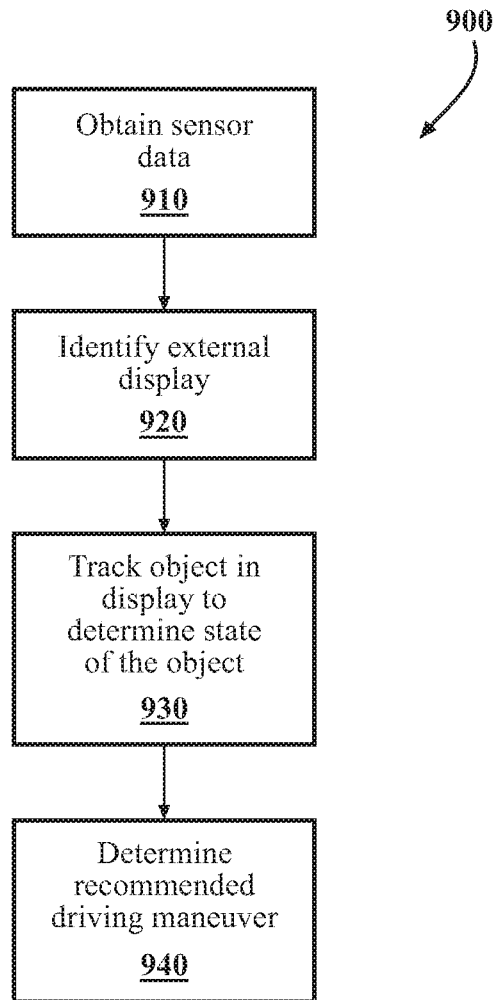 900
Obtain sensor
data
910
Identify external
display
920
Track object in
display to
determine state
of the object
930
Determine
recommended
driving maneuver
940